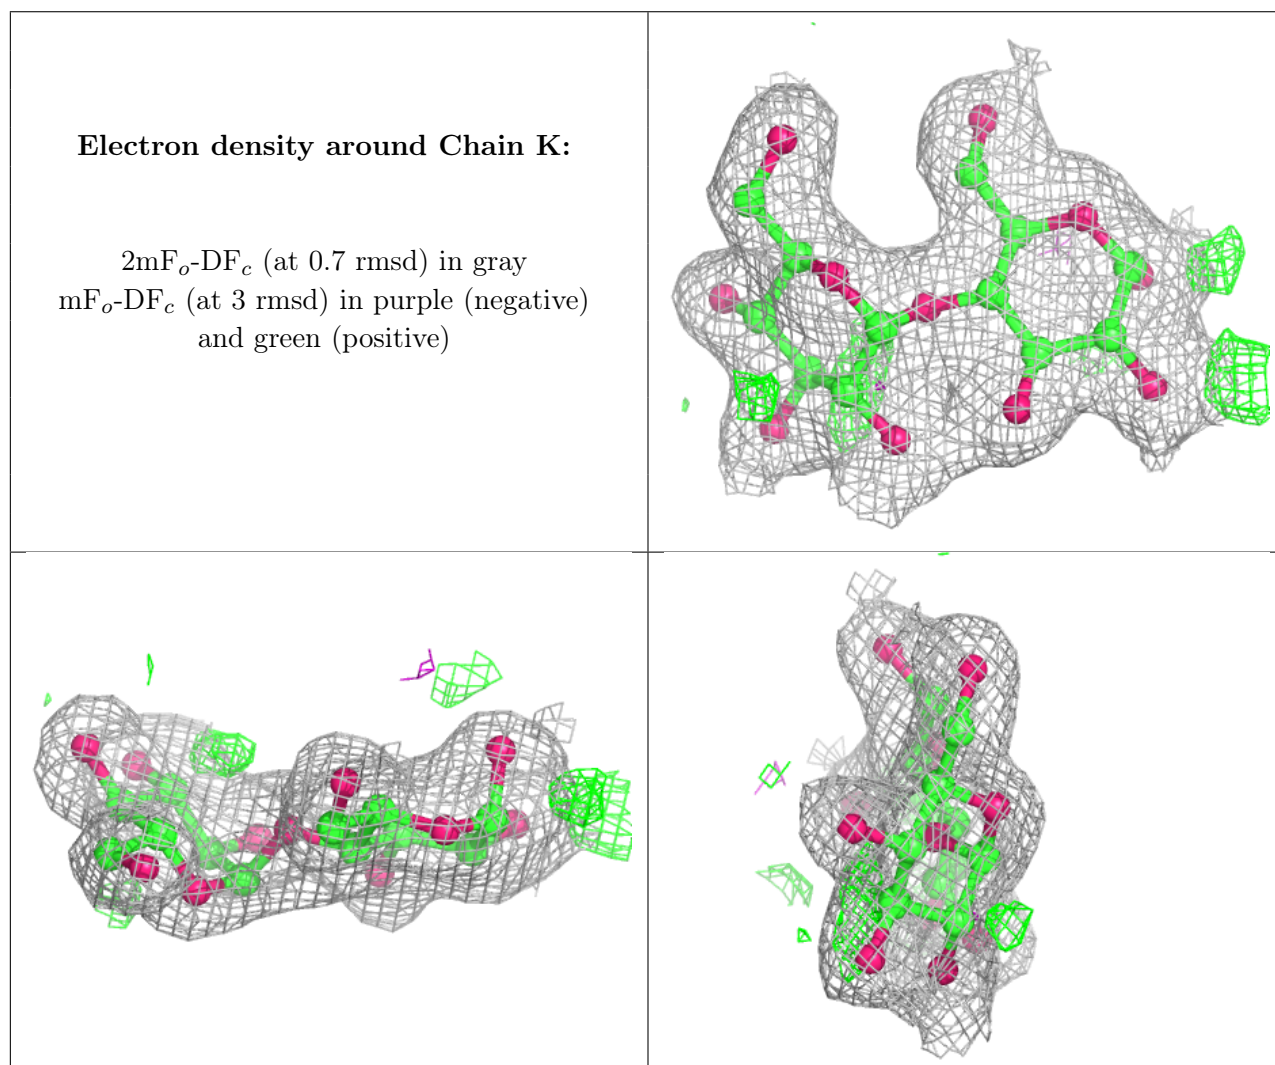 Electron density around Chain K:
2mFₒ-DF𝒸 (at 0.7 rmsd) in gray
mFₒ-DF𝒸 (at 3 rmsd) in purple (negative)
and green (positive)